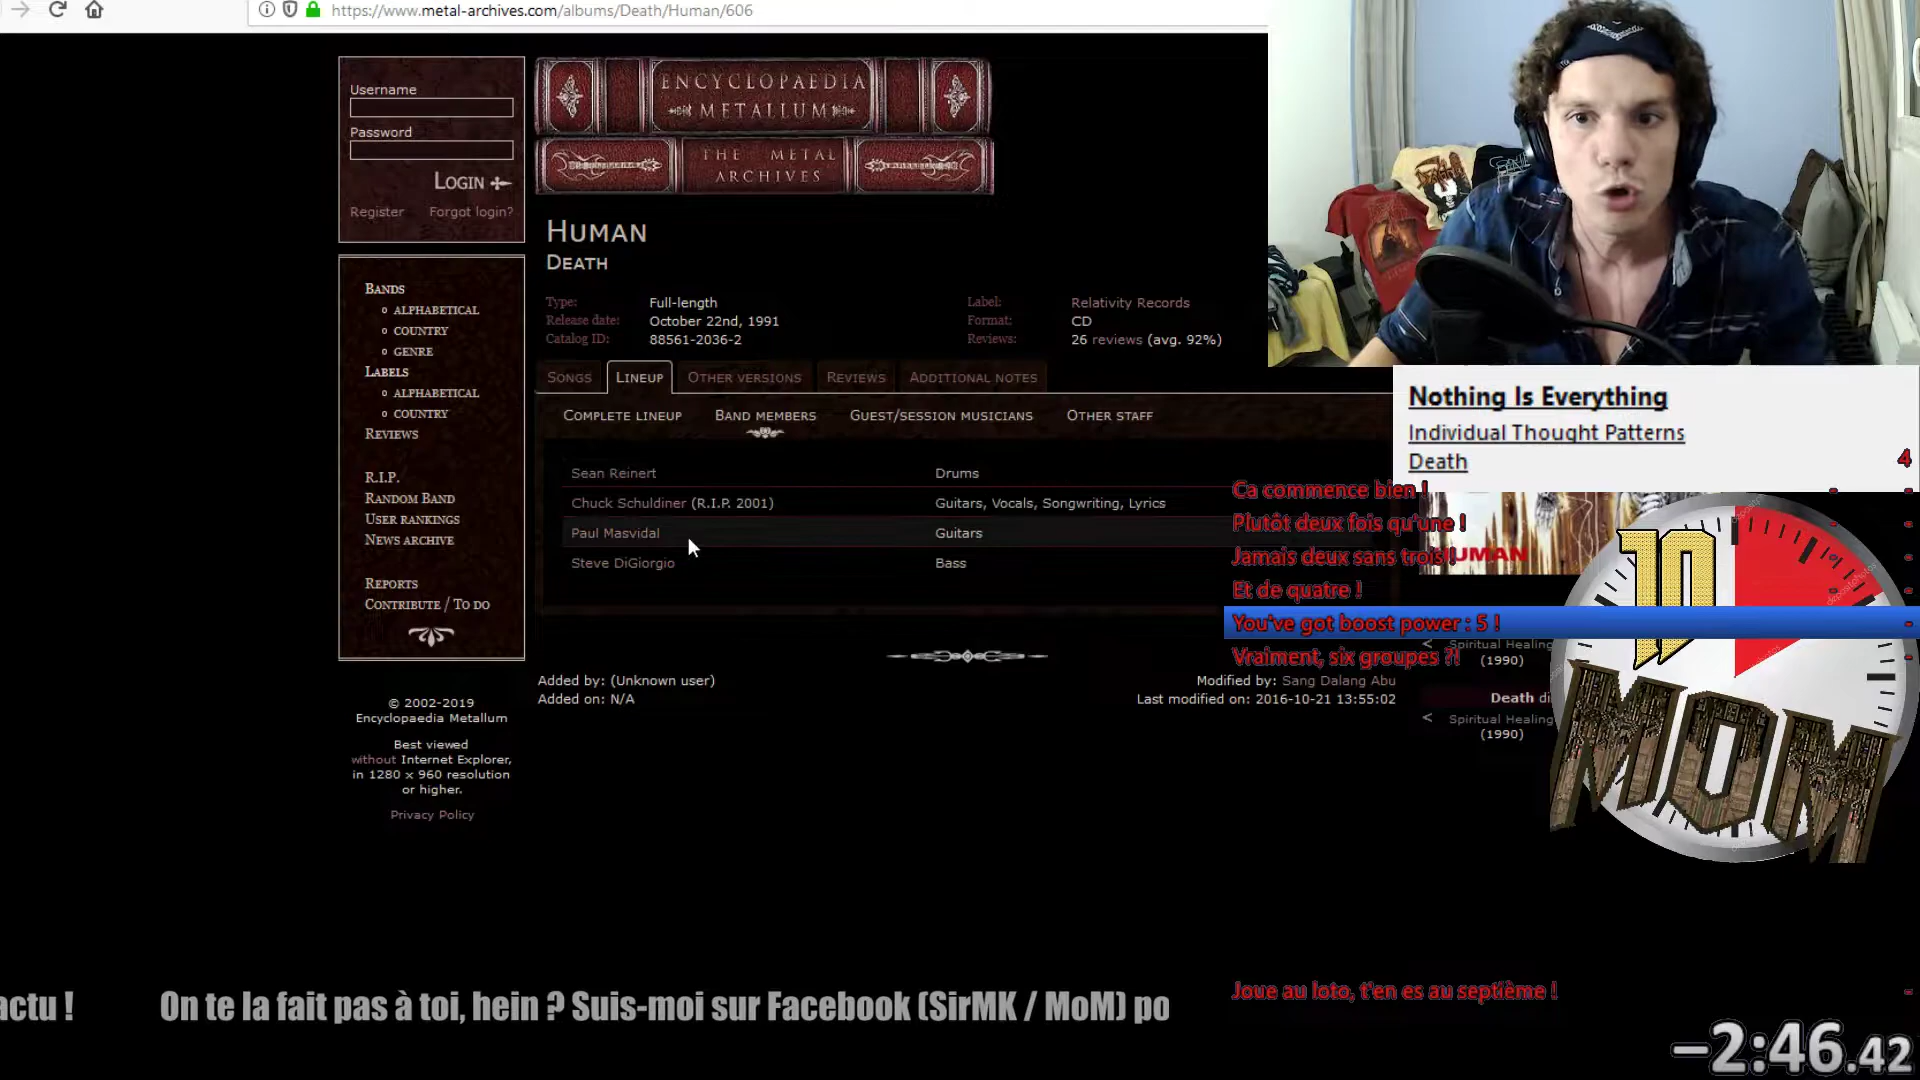 https://www.metal-archives.com/albums/Death/Human/606
Username
Password
LOGIN
Register Forgot login?
ENCYCLOPAEDIA
METALLUM
THE METAL
ARCHIVES
HUMAN
DEATH
Type: Full-length
Release date: October 22nd, 1991
Catalog ID: 88561-2036-2
Label: Relativity Records
Format: CD
Reviews: 26 reviews (avg. 92%)
SONGS LINEUP OTHER VERSIONS REVIEWS ADDITIONAL NOTES
COMPLETE LINEUP BAND MEMBERS GUEST/SESSION MUSICIANS OTHER STAFF
Sean Reinert Drums
Chuck Schuldiner (R.I.P. 2001) Guitars, Vocals, Songwriting, Lyrics
Paul Masvidal Guitars
Steve DiGiorgio Bass
Added by: (Unknown user)
Added on: N/A
Modified by: Sang Dalang Abu
Last modified on: 2016-10-21 13:55:02
BANDS
ALPHABETICAL
COUNTRY
GENRE
LABELS
ALPHABETICAL
COUNTRY
REVIEWS
R.I.P.
RANDOM BAND
USER RANKINGS
NEWS ARCHIVE
REPORTS
CONTRIBUTE / TO DO
© 2002-2019
Encyclopaedia Metallum
Best viewed
without Internet Explorer,
in 1280 x 960 resolution
or higher.
Privacy Policy
Nothing Is Everything
Individual Thought Patterns
Death
4
Ca commence bien !
Plutôt deux fois qu'une !
Jamais deux sans trois !
Et de quatre !
You've got boost power : 5 !
Vraiment, six groupes ?!
HUMAN
< Spiritual Healing
(1990)
Death di
< Spiritual Healing
(1990)
10
MOM
Joue au loto, t'en es au septième !
actu ! On te la fait pas à toi, hein ? Suis-moi sur Facebook (SirMK / MoM) po
−2:46.42